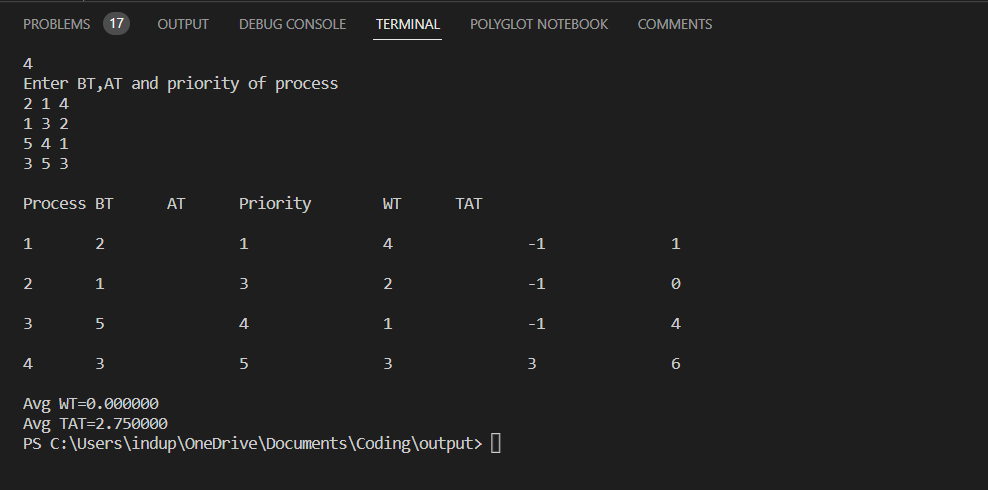 PROBLEMS 17 OUTPUT DEBUG CONSOLE TERMINAL POLYGLOT NOTEBOOK COMMENTS
4
Enter BT,AT and priority of process
2 1 4
1 3 2
5 4 1
3 5 3
Process BT AT Priority WT TAT
1 2 1 4 -1 1
2 1 3 2 -1 0
3 5 4 1 -1 4
4 3 5 3 3 6
Avg WT=0.000000
Avg TAT=2.750000
PS C:\Users\indup\OneDrive\Documents\Coding\output>